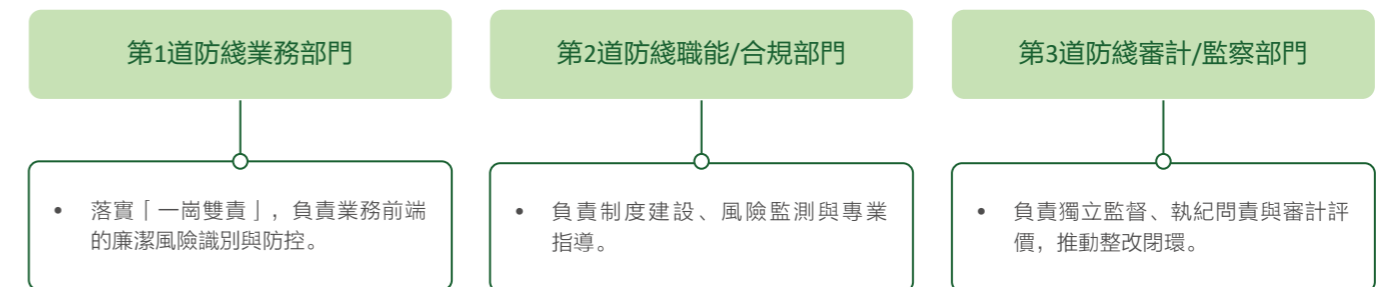 第1道防綫業務部門
• 落實「一崗雙責」，負責業務前端
的廉潔風險識別與防控。
第2道防綫職能/合規部門
• 負責制度建設、風險監測與專業
指導。
第3道防綫審計/監察部門
• 負責獨立監督、執紀問責與審計評
價，推動整改閉環。